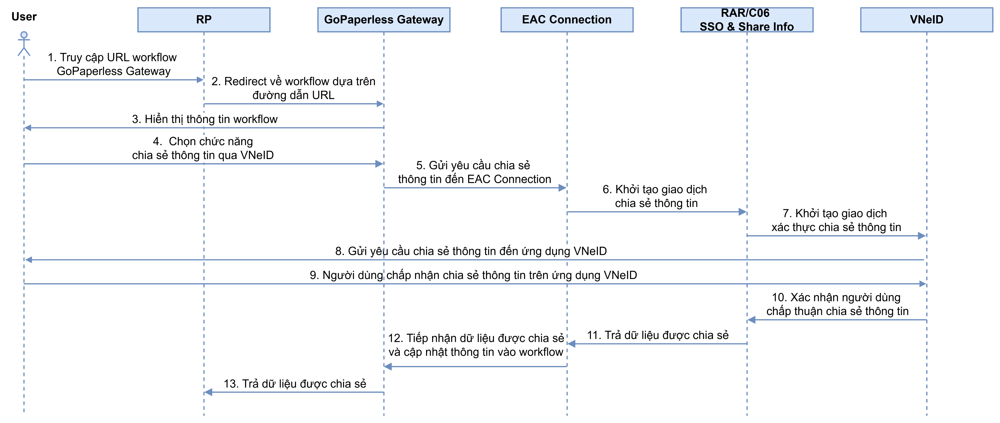 User
RP
GoPaperless Gateway
EAC Connection
RAR/C06
SSO & Share Info
VNeID
1. Truy cập URL workflow
GoPaperless Gateway
2. Redirect về workflow dựa trên
đường dẫn URL
3. Hiển thị thông tin workflow
4. Chọn chức năng
chia sẻ thông tin qua VNeID
5. Gửi yêu cầu chia sẻ
thông tin đến EAC Connection
6. Khởi tạo giao dịch
chia sẻ thông tin
7. Khởi tạo giao dịch
xác thực chia sẻ thông tin
8. Gửi yêu cầu chia sẻ thông tin đến ứng dụng VNeID
9. Người dùng chấp nhận chia sẻ thông tin trên ứng dụng VNeID
10. Xác nhận người dùng
chấp thuận chia sẻ thông tin
11. Trả dữ liệu được chia sẻ
12. Tiếp nhận dữ liệu được chia sẻ
và cập nhật thông tin vào workflow
13. Trả dữ liệu được chia sẻ